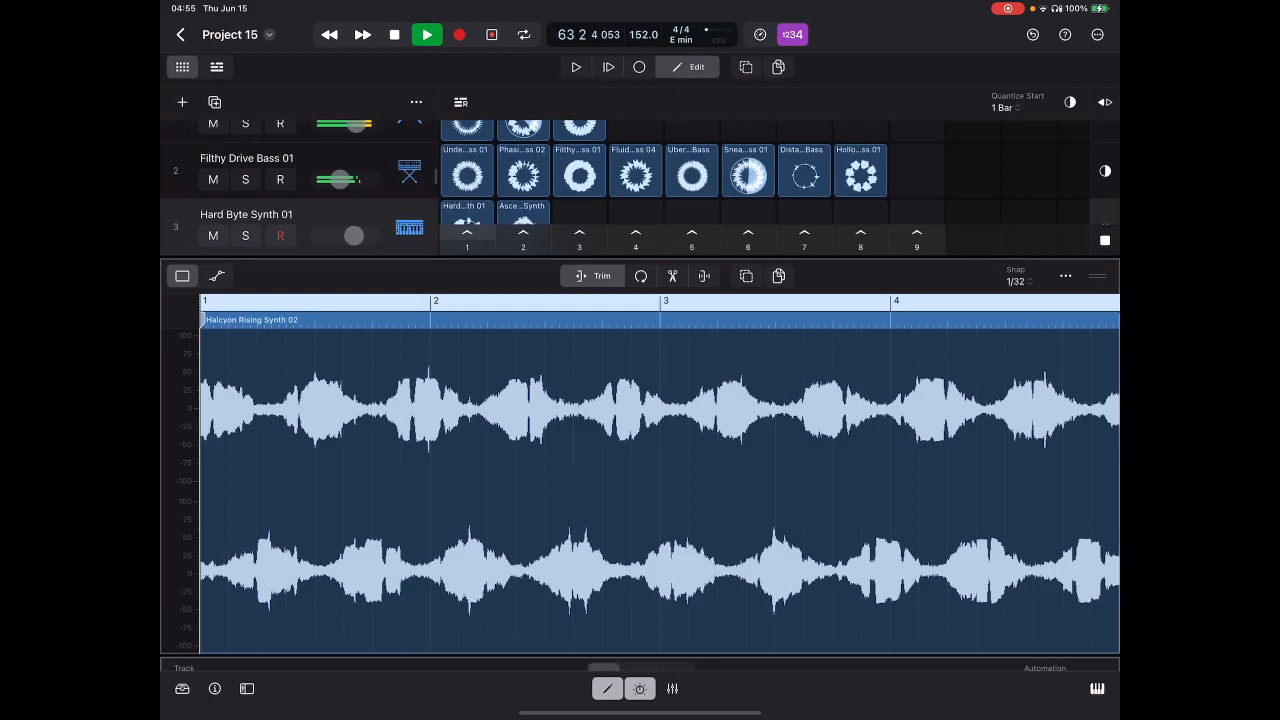 04:55 Thu Jun 15
100%
Project 15
63 2 4 053
152.0
4/4
E min
CPU
1234
Edit
Quantize Start
1 Bar
M S R
2
Filthy Drive Bass 01
M S R
Unde...ss 01
Phasi...ss 02
Filthy...ss 01
Fluid...ss 04
Uber...Bass
Snea...ss 01
Dista...Bass
Hollo...ss 01
3
Hard Byte Synth 01
M S R
Hard...th 01
Asce...Synth
1 2 3 4 5 6 7 8 9
Trim
Snap
1/32
1 2 3 4
Halcyon Rising Synth 02
100
75
50
25
0
-25
-50
-75
-100
100
75
50
25
0
-25
-50
-75
-100
Track
Automation